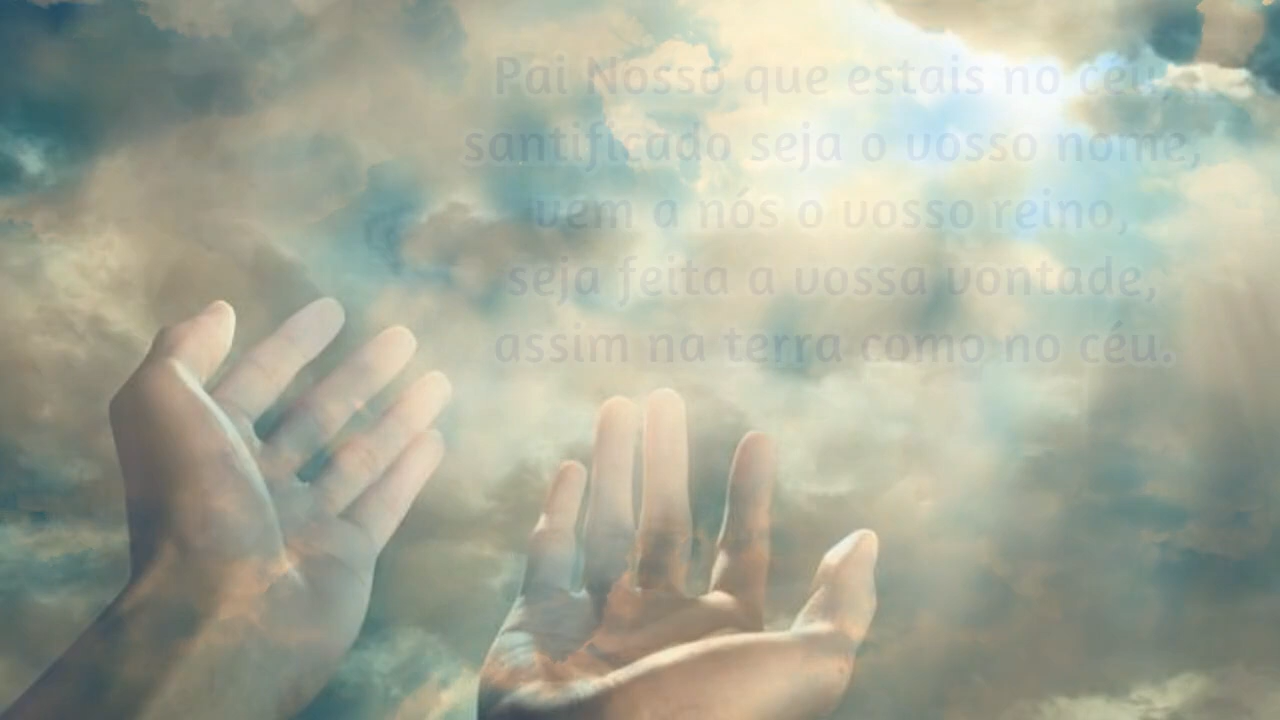 Pai Nosso que estais no céu,
santificado seja o vosso nome,
vem a nós o vosso reino,
seja feita a vossa vontade,
assim na terra como no céu.